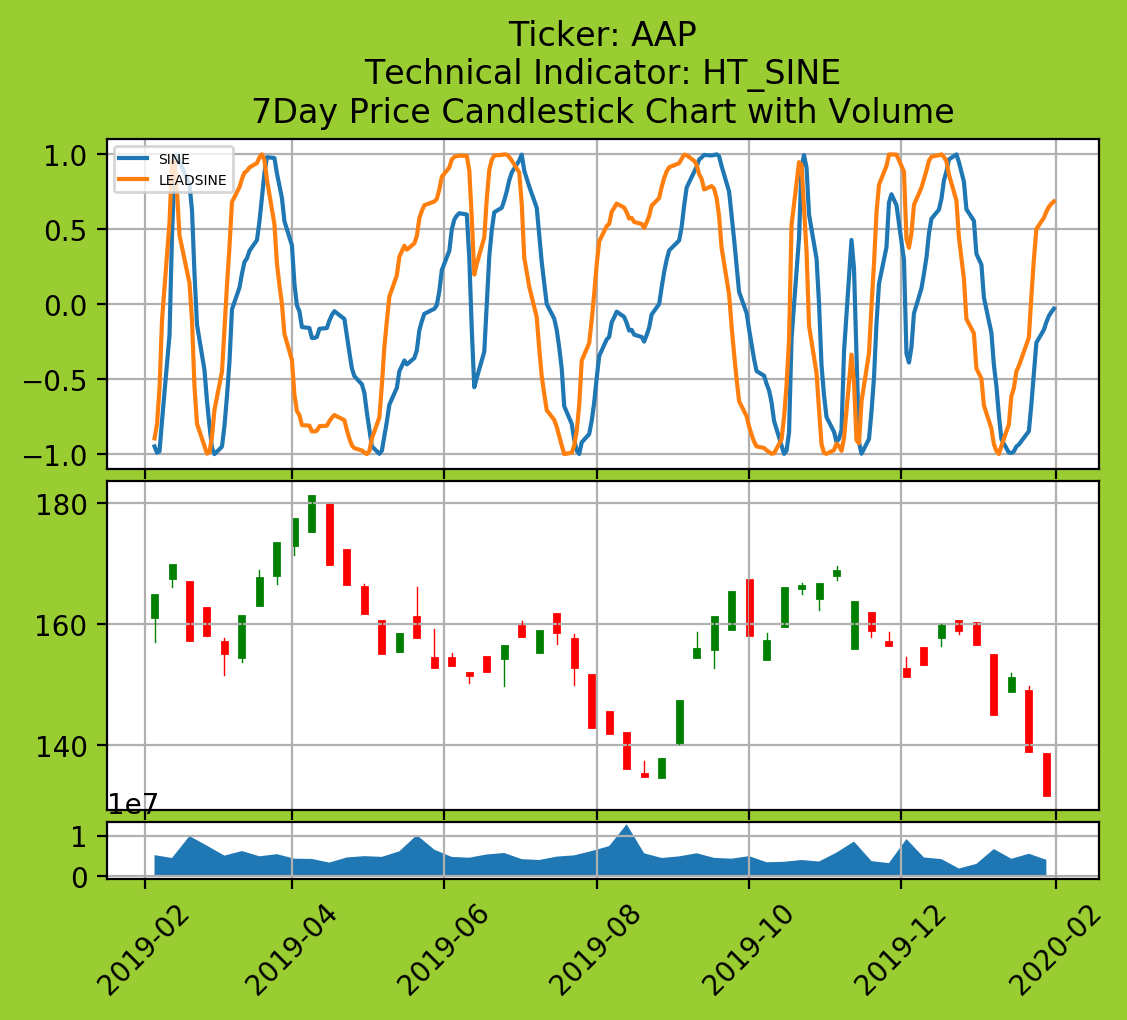 Ticker: AAP
Technical Indicator: HT_SINE
7Day Price Candlestick Chart with Volume
SINE
LEADSINE
1.0
0.5
0.0
−0.5
−1.0
180
160
140
1e7
1
0
2019-02
2019-04
2019-06
2019-08
2019-10
2019-12
2020-02